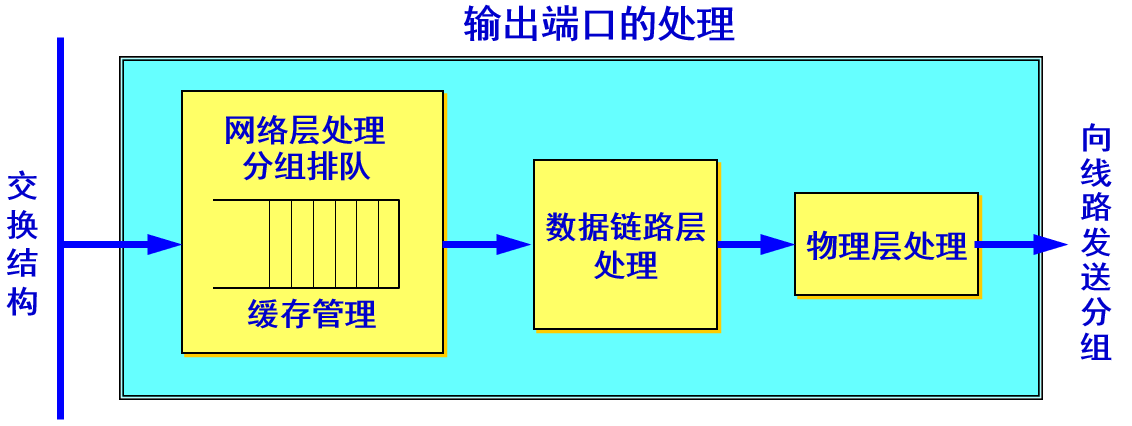 输出端口的处理
交换结构
网络层处理
分组排队
缓存管理
数据链路层
处理
物理层处理
向线路发送分组